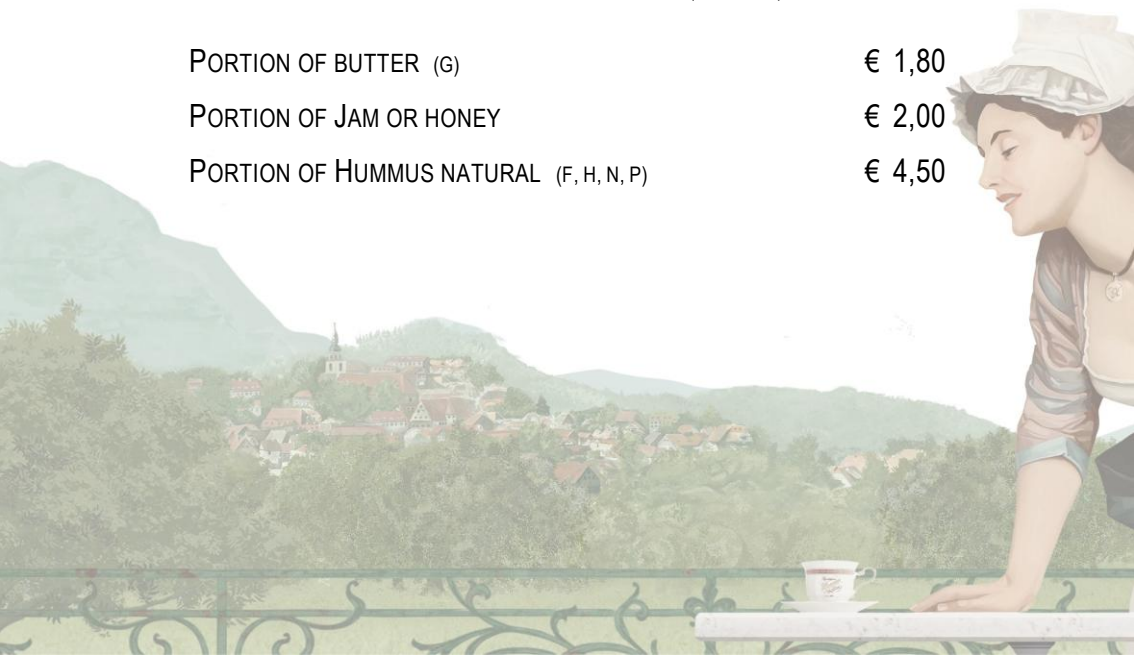 PORTION OF BUTTER (G) € 1,80
PORTION OF JAM OR HONEY € 2,00
PORTION OF HUMMUS NATURAL (F, H, N, P) € 4,50